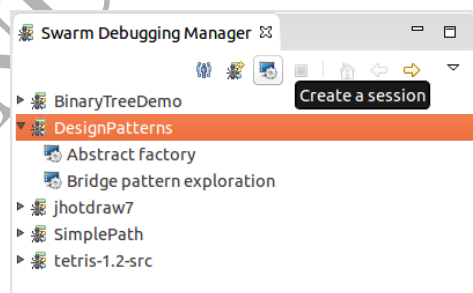 Swarm Debugging Manager
Create a session
BinaryTreeDemo
DesignPatterns
Abstract factory
Bridge pattern exploration
jhotdraw7
SimplePath
tetris-1.2-src